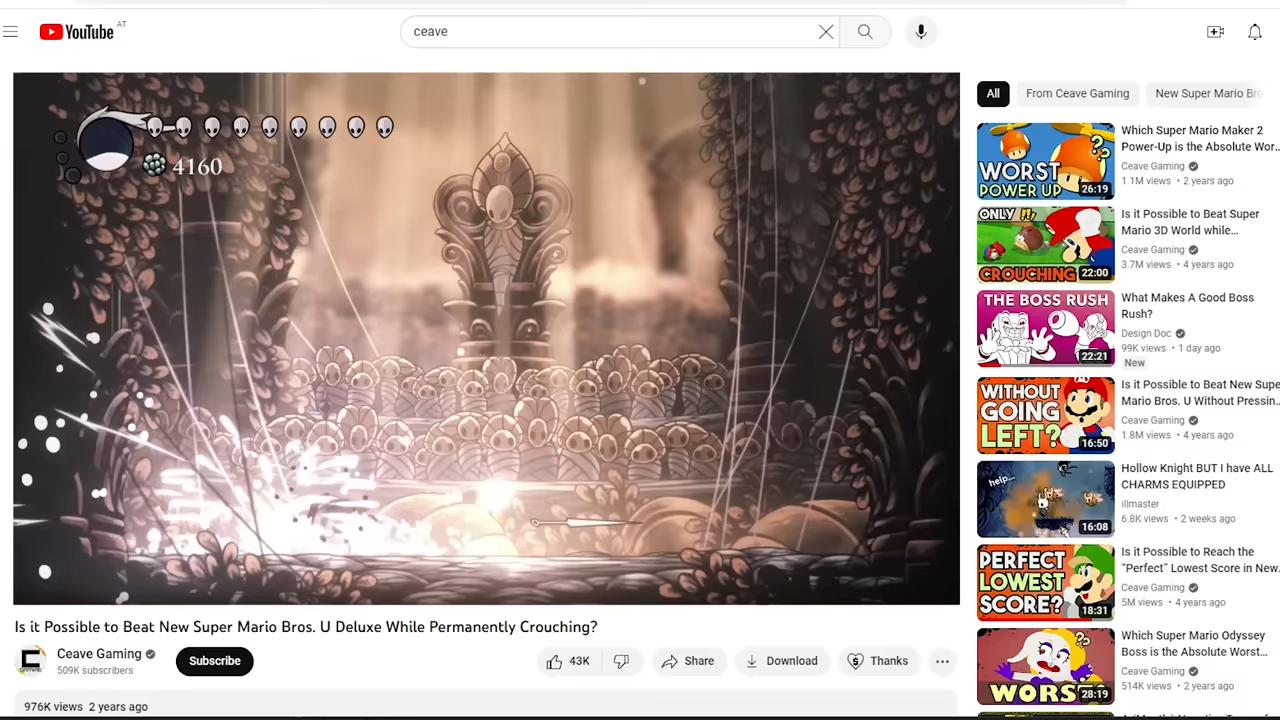 YouTube AT
ceave
4160
Is it Possible to Beat New Super Mario Bros. U Deluxe While Permanently Crouching?
Ceave Gaming
509K subscribers
Subscribe
43K
Share
Download
Thanks
976K views 2 years ago
All
From Ceave Gaming
New Super Mario Bro
WORST
POWER UP
??
26:19
Which Super Mario Maker 2
Power-Up is the Absolute Wor...
Ceave Gaming
1.1M views • 2 years ago
ONLY !!
CROUCHING
22:00
Is it Possible to Beat Super
Mario 3D World while...
Ceave Gaming
3.7M views • 4 years ago
THE BOSS RUSH
22:21
What Makes A Good Boss
Rush?
Design Doc
99K views • 1 day ago
New
WITHOUT
GOING
LEFT?
16:50
Is it Possible to Beat New Supe
Mario Bros. U Without Pressin...
Ceave Gaming
1.8M views • 4 years ago
help...
16:08
Hollow Knight BUT I have ALL
CHARMS EQUIPPED
illmaster
6.8K views • 2 weeks ago
PERFECT
LOWEST
SCORE?
18:31
Is it Possible to Reach the
"Perfect" Lowest Score in New
Ceave Gaming
5M views • 4 years ago
??
WORS
28:19
Which Super Mario Odyssey
Boss is the Absolute Worst...
Ceave Gaming
514K views • 2 years ago